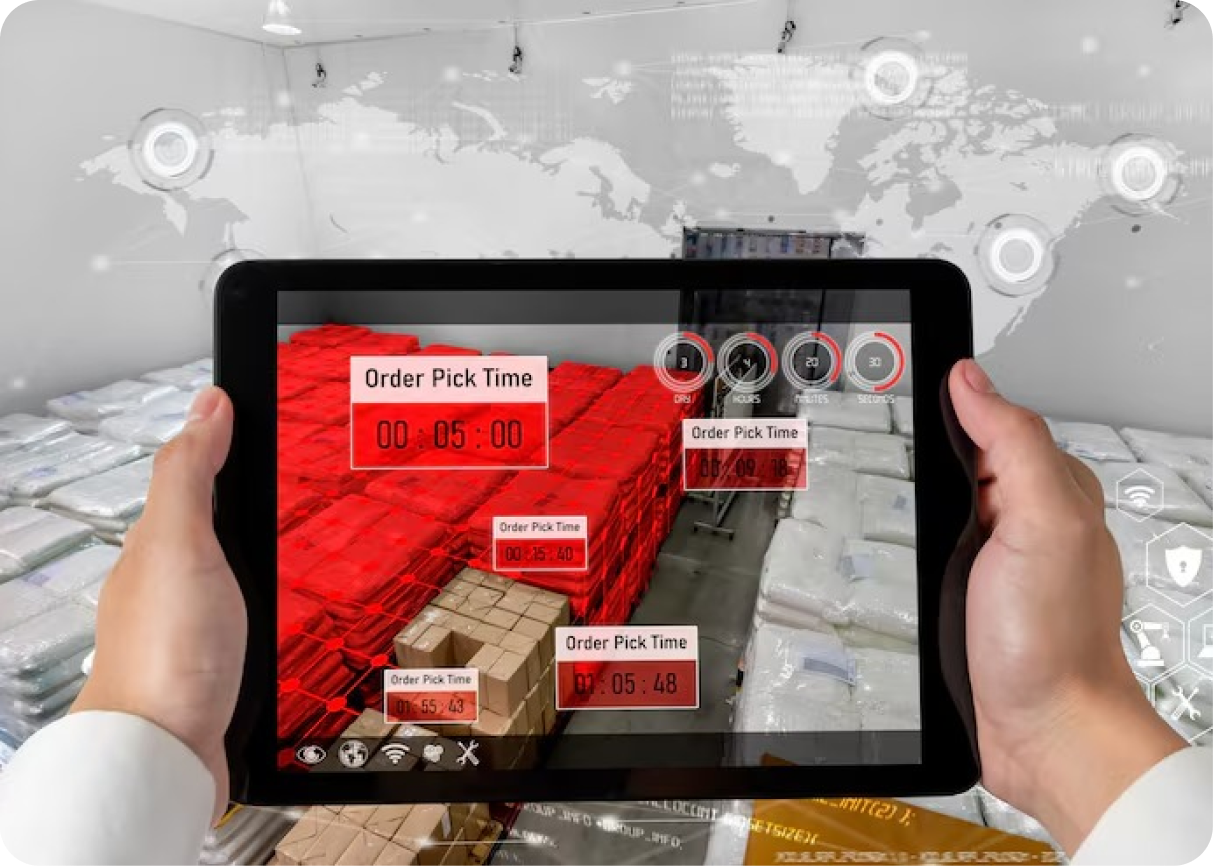 3
4
20
30
DAY
HOURS
MINUTES
SECONDS
Order Pick Time
00 : 05 : 00
Order Pick Time
00 : 09 : 18
Order Pick Time
00 : 15 : 40
Order Pick Time
01 : 05 : 48
Order Pick Time
01 : 55 : 43
GROUP_INFO *GROUP_INFO;